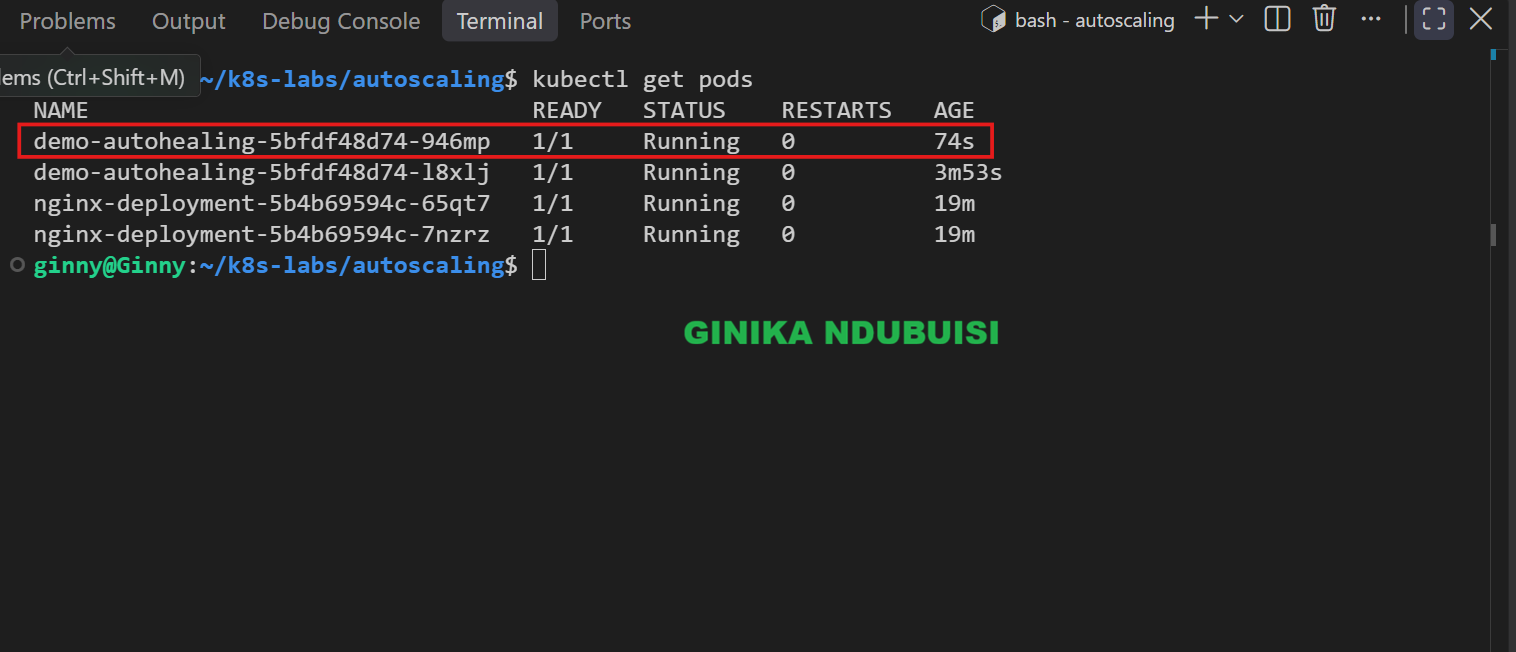 Problems Output Debug Console Terminal Ports bash - autoscaling
lems (Ctrl+Shift+M) ~/k8s-labs/autoscaling$ kubectl get pods
NAME READY STATUS RESTARTS AGE
demo-autohealing-5bfdf48d74-946mp 1/1 Running 0 74s
demo-autohealing-5bfdf48d74-l8xlj 1/1 Running 0 3m53s
nginx-deployment-5b4b69594c-65qt7 1/1 Running 0 19m
nginx-deployment-5b4b69594c-7nzrz 1/1 Running 0 19m
ginny@Ginny:~/k8s-labs/autoscaling$
GINIKA NDUBUISI